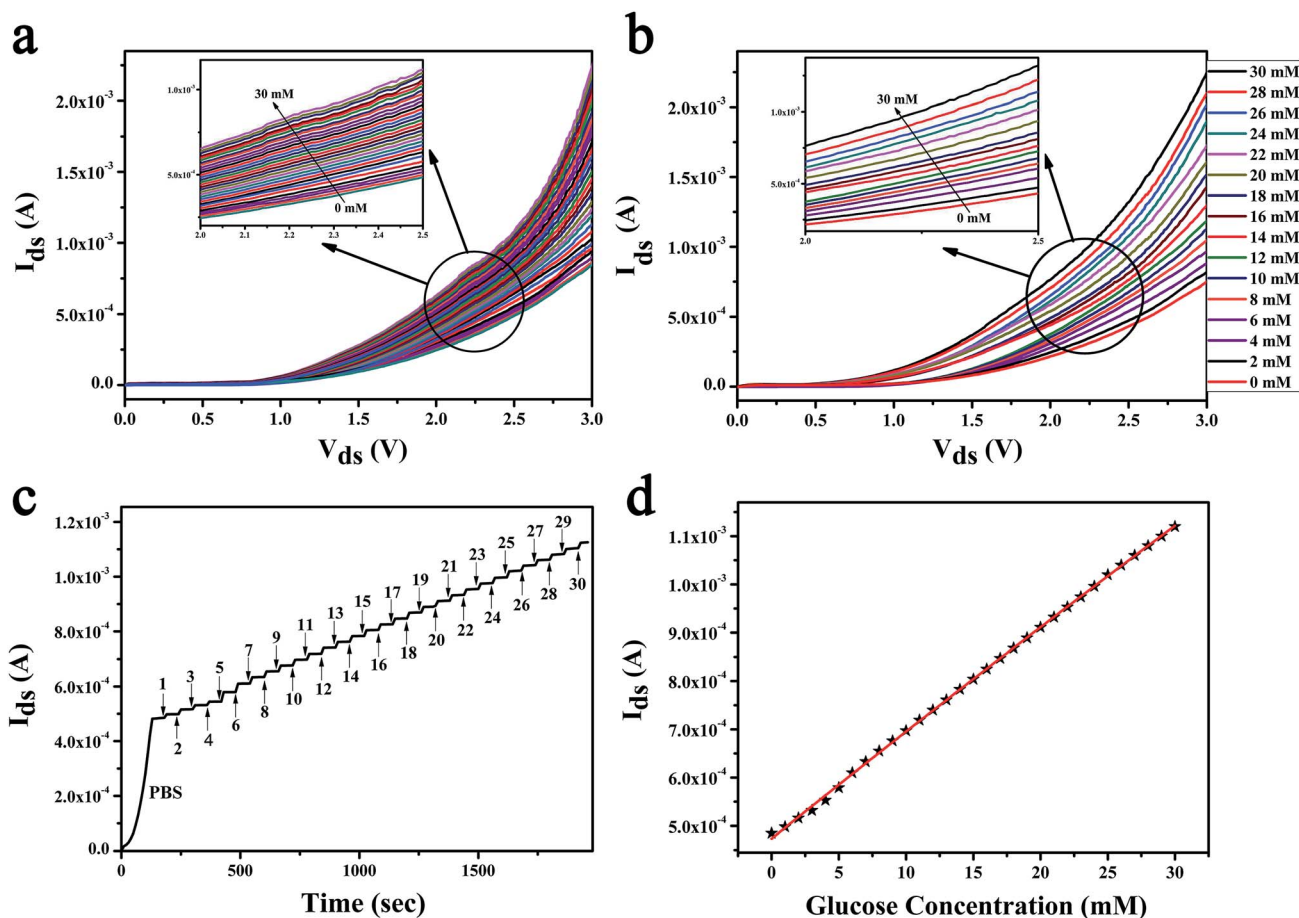 a
I_ds (A)
2.0x10⁻³
1.5x10⁻³
1.0x10⁻³
5.0x10⁻⁴
0.0
0.0 0.5 1.0 1.5 2.0 2.5 3.0
V_ds (V)
1.0x10⁻³
5.0x10⁻⁴
30 mM
0 mM
2.0 2.1 2.2 2.3 2.4 2.5
b
I_ds (A)
2.0x10⁻³
1.5x10⁻³
1.0x10⁻³
5.0x10⁻⁴
0.0
0.0 0.5 1.0 1.5 2.0 2.5 3.0
V_ds (V)
1.0x10⁻³
5.0x10⁻⁴
30 mM
0 mM
2.0 2.5
30 mM
28 mM
26 mM
24 mM
22 mM
20 mM
18 mM
16 mM
14 mM
12 mM
10 mM
8 mM
6 mM
4 mM
2 mM
0 mM
c
I_ds (A)
1.2x10⁻³
1.0x10⁻³
8.0x10⁻⁴
6.0x10⁻⁴
4.0x10⁻⁴
2.0x10⁻⁴
0.0
PBS
1 3 5 7 9 11 13 15 17 19 21 23 25 27 29
2 4 6 8 10 12 14 16 18 20 22 24 26 28 30
0 500 1000 1500
Time (sec)
d
I_ds (A)
1.1x10⁻³
1.0x10⁻³
9.0x10⁻⁴
8.0x10⁻⁴
7.0x10⁻⁴
6.0x10⁻⁴
5.0x10⁻⁴
0 5 10 15 20 25 30
Glucose Concentration (mM)